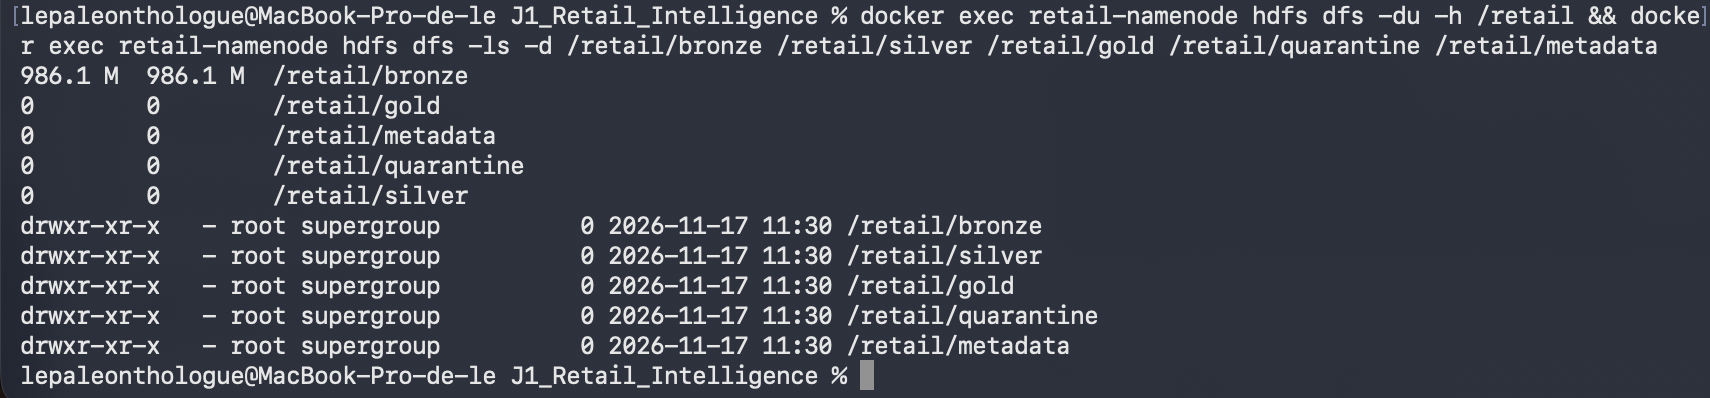 [lepaleonthologue@MacBook-Pro-de-le J1_Retail_Intelligence % docker exec retail-namenode hdfs dfs -du -h /retail && docke]
r exec retail-namenode hdfs dfs -ls -d /retail/bronze /retail/silver /retail/gold /retail/quarantine /retail/metadata
986.1 M  986.1 M  /retail/bronze
0        0        /retail/gold
0        0        /retail/metadata
0        0        /retail/quarantine
0        0        /retail/silver
drwxr-xr-x   - root supergroup          0 2026-11-17 11:30 /retail/bronze
drwxr-xr-x   - root supergroup          0 2026-11-17 11:30 /retail/silver
drwxr-xr-x   - root supergroup          0 2026-11-17 11:30 /retail/gold
drwxr-xr-x   - root supergroup          0 2026-11-17 11:30 /retail/quarantine
drwxr-xr-x   - root supergroup          0 2026-11-17 11:30 /retail/metadata
lepaleonthologue@MacBook-Pro-de-le J1_Retail_Intelligence %